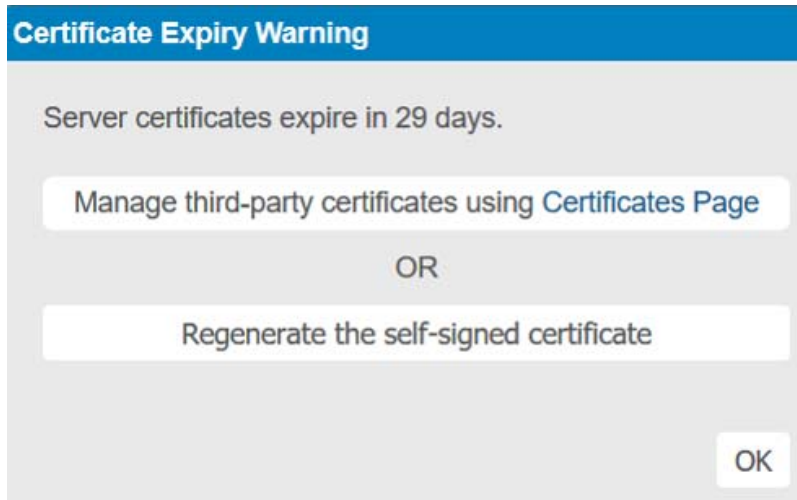 Certificate Expiry Warning
Server certificates expire in 29 days.
Manage third-party certificates using Certificates Page
OR
Regenerate the self-signed certificate
OK